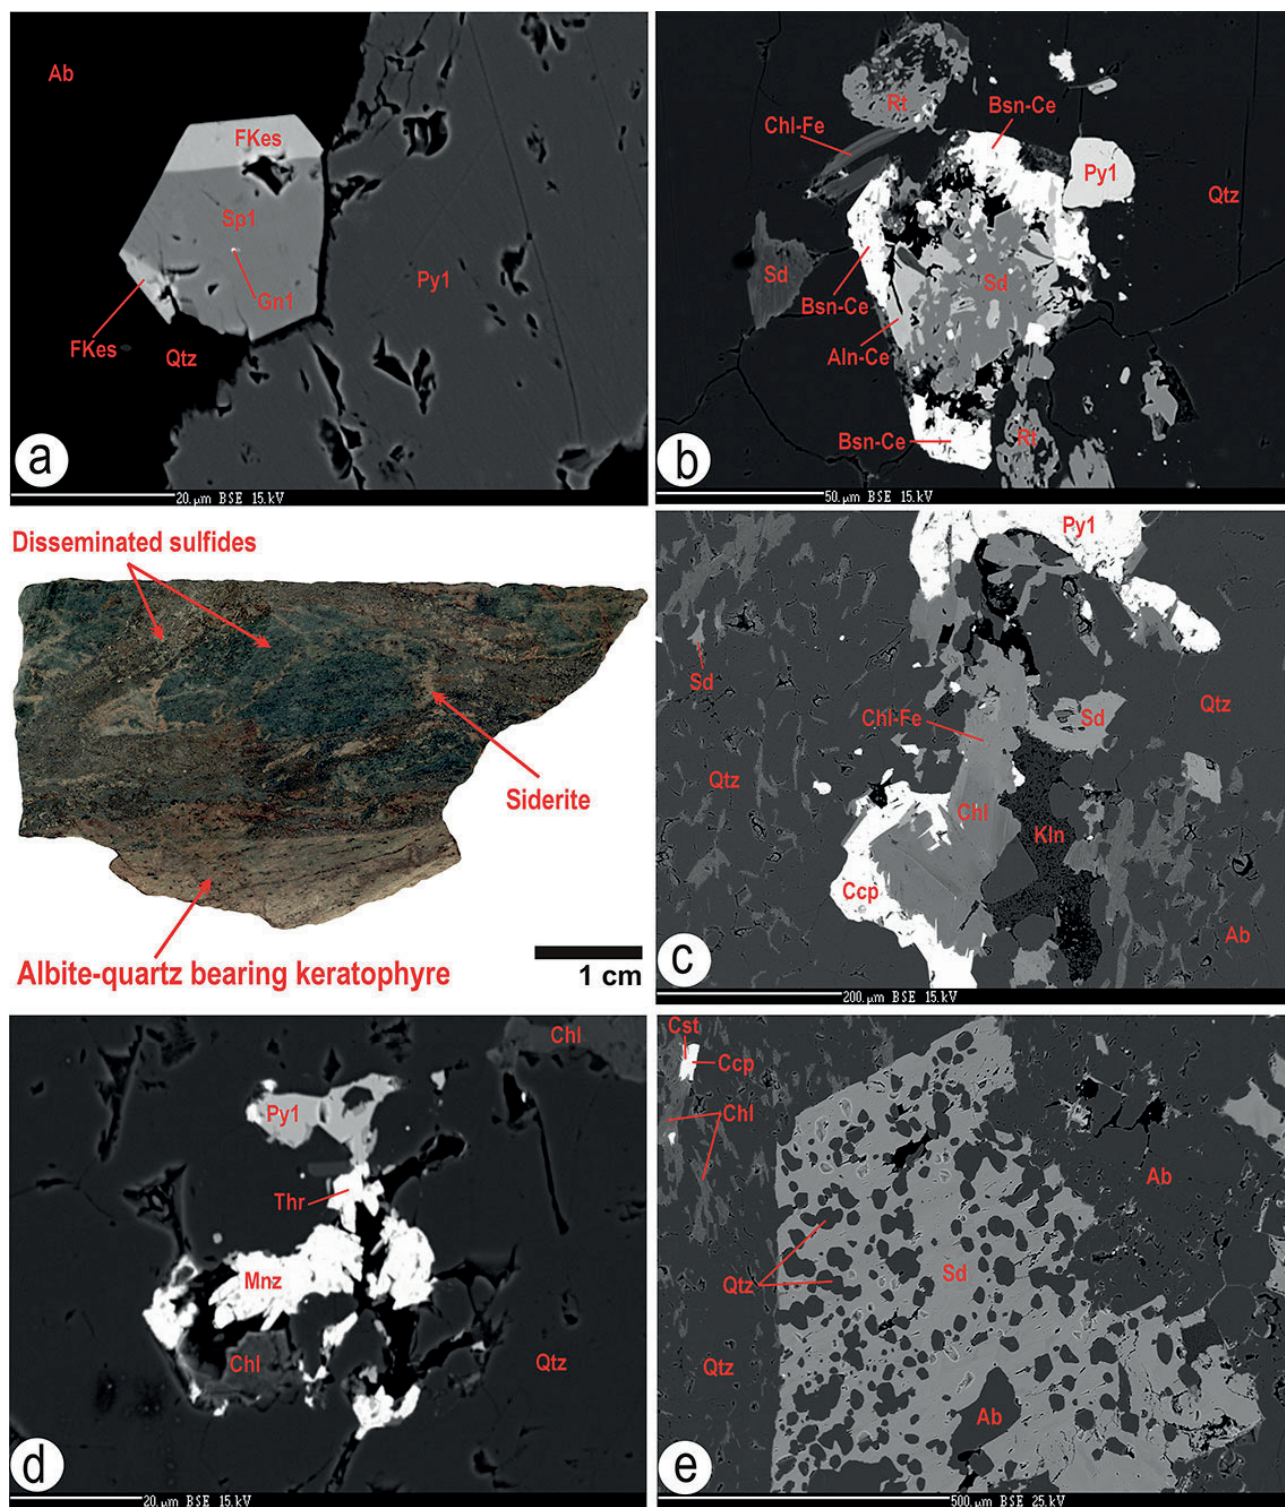 Ab
FKes
Sp1
Gn1
Py1
FKes
Qtz
a
20 µm BSE 15 kV
Rt
Bsn-Ce
Chl-Fe
Py1
Qtz
Sd
Sd
Bsn-Ce
Aln-Ce
Bsn-Ce
Rt
b
50 µm BSE 15 kV
Disseminated sulfides
Siderite
Albite-quartz bearing keratophyre
1 cm
Py1
Sd
Chl-Fe
Sd
Qtz
Qtz
Chl
Kln
Ccp
Ab
c
200 µm BSE 15 kV
Chl
Py1
Thr
Mnz
Chl
Qtz
d
20 µm BSE 15 kV
Cst
Ccp
Chl
Ab
Qtz
Sd
Qtz
Ab
e
500 µm BSE 25 kV